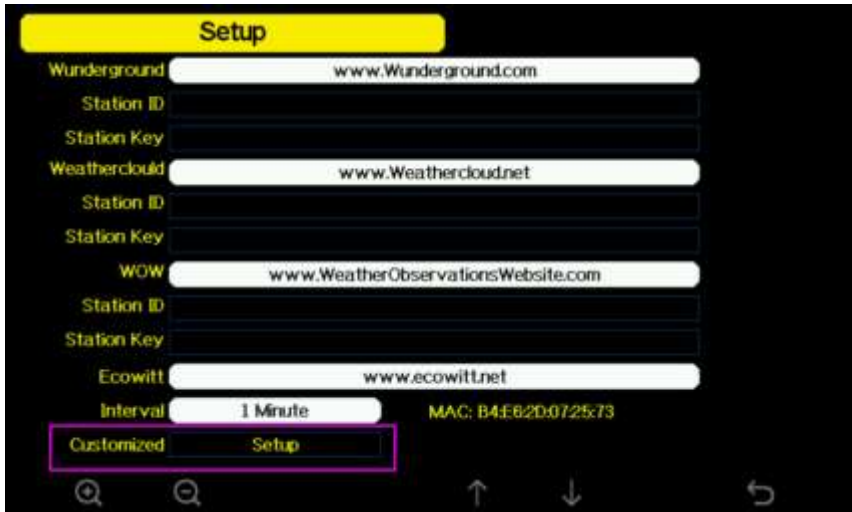 Setup
Wunderground www.Wunderground.com
Station ID
Station Key
Weatherclould www.Weathercloud.net
Station ID
Station Key
WOW www.WeatherObservationsWebsite.com
Station ID
Station Key
Ecowitt www.ecowitt.net
Interval 1 Minute MAC: B4:E6:2D:07:25:73
Customized Setup